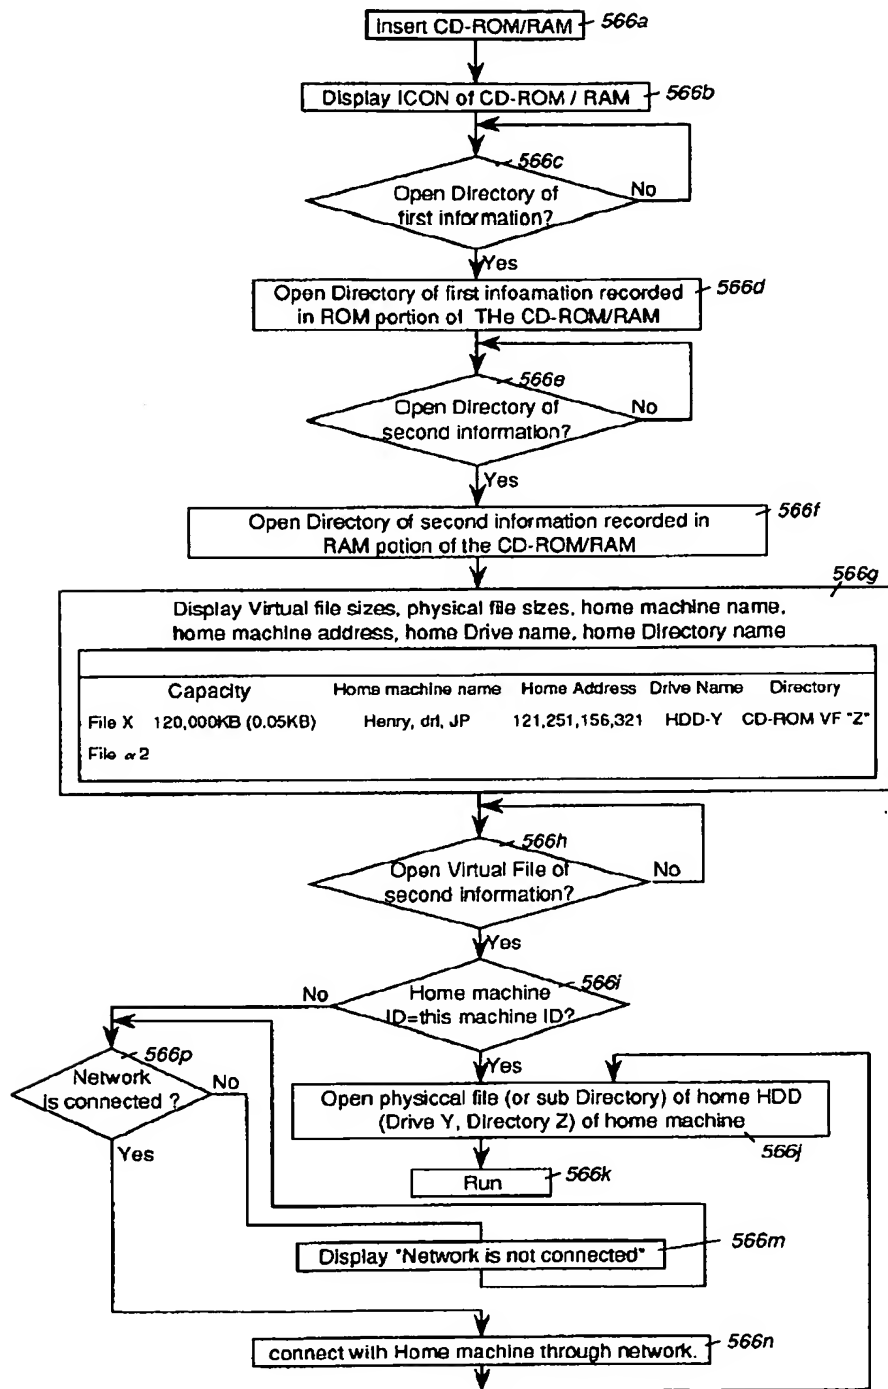 Insert CD-ROM/RAM
566a
Display ICON of CD-ROM / RAM
566b
566c
Open Directory of
first information?
No
Yes
Open Directory of first infoamation recorded
in ROM portion of THe CD-ROM/RAM
566d
566e
Open Directory of
second information?
No
Yes
Open Directory of second information recorded in
RAM potion of the CD-ROM/RAM
566f
566g
Display Virtual file sizes, physical file sizes, home machine name,
home machine address, home Drive name, home Directory name
Capacity Home machine name Home Address Drive Name Directory
File X 120,000KB (0.05KB) Henry, drl, JP 121,251,156,321 HDD-Y CD-ROM VF "Z"
File α2
566h
Open Virtual File of
second information?
No
Yes
566i
Home machine
ID=this machine ID?
No
Yes
566p
Network
is connected ?
No
Yes
Open physiccal file (or sub Directory) of home HDD
(Drive Y, Directory Z) of home machine
566j
Run
566k
Display "Network is not connected"
566m
connect with Home machine through network.
566n